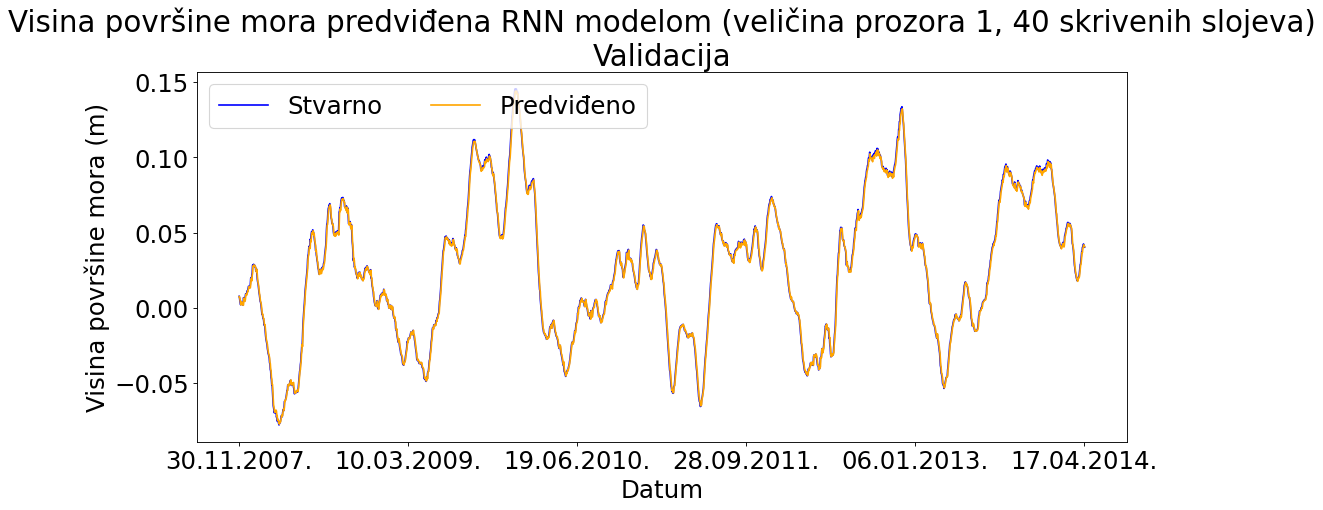 Visina površine mora predviđena RNN modelom (veličina prozora 1, 40 skrivenih slojeva)
Validacija
Stvarno Predviđeno
Visina površine mora (m)
0.15
0.10
0.05
0.00
−0.05
30.11.2007. 10.03.2009. 19.06.2010. 28.09.2011. 06.01.2013. 17.04.2014.
Datum